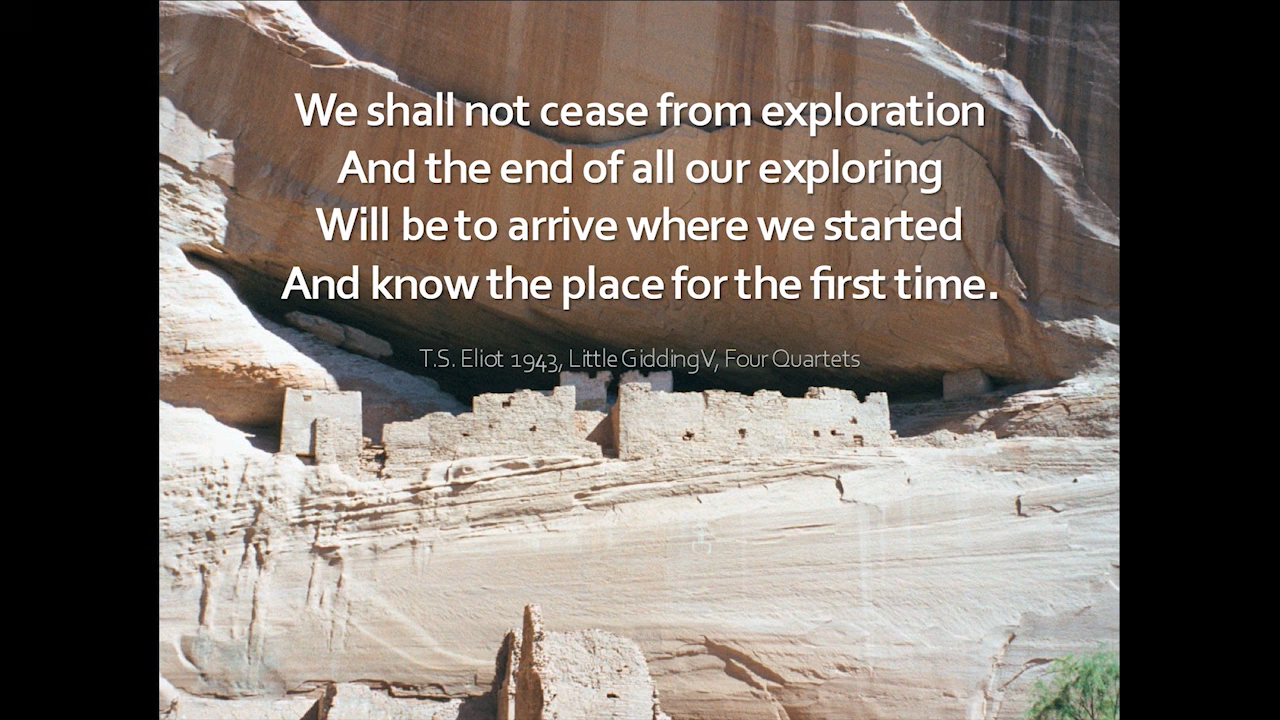 We shall not cease from exploration
And the end of all our exploring
Will be to arrive where we started
And know the place for the first time.
T.S. Eliot 1943, Little Gidding V, Four Quartets